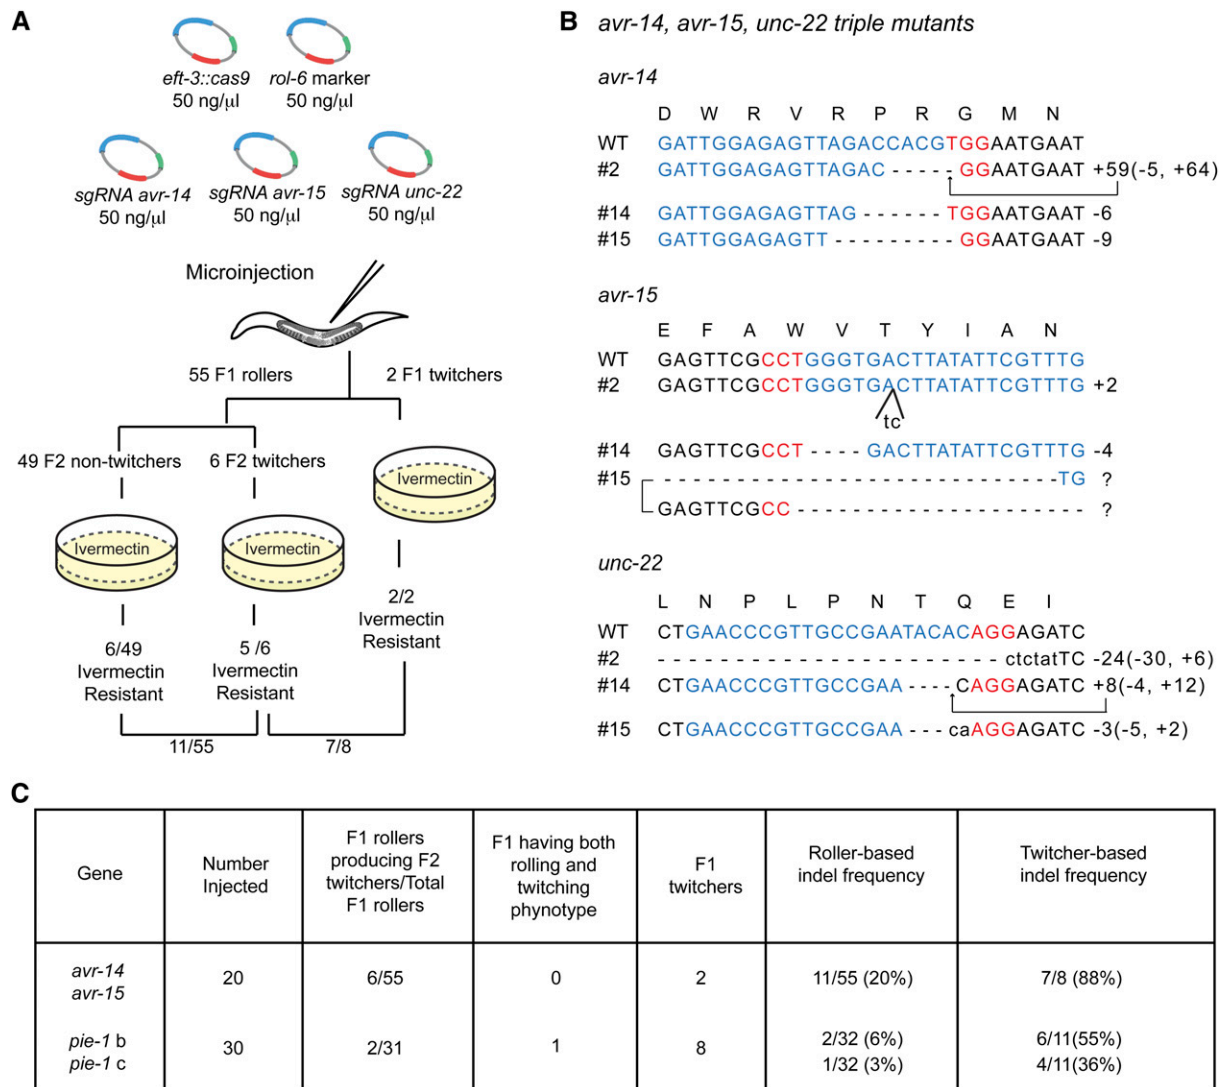 A
eft-3::cas9
50 ng/µl
rol-6 marker
50 ng/µl
sgRNA avr-14
50 ng/µl
sgRNA avr-15
50 ng/µl
sgRNA unc-22
50 ng/µl
Microinjection
55 F1 rollers
2 F1 twitchers
49 F2 non-twitchers
6 F2 twitchers
Ivermectin
Ivermectin
Ivermectin
6/49
Ivermectin
Resistant
5 /6
Ivermectin
Resistant
2/2
Ivermectin
Resistant
11/55
7/8
B avr-14, avr-15, unc-22 triple mutants
avr-14
D W R V R P R G M N
WT GATTGGAGAGTTAGACCACGTGGAATGAAT
#2 GATTGGAGAGTTAGAC - - - - - GGAATGAAT +59(-5, +64)
#14 GATTGGAGAGTTAG - - - - - - TGGAATGAAT -6
#15 GATTGGAGAGTT - - - - - - - - - GGAATGAAT -9
avr-15
E F A W V T Y I A N
WT GAGTTCGCCTGGGTGACTTATATTCGTTTG
#2 GAGTTCGCCTGGGTGACTTATATTCGTTTG +2
tc
#14 GAGTTCGCCT - - - - GACTTATATTCGTTTG -4
#15 - - - - - - - - - - - - - - - - - - - - - - - - - - - - TG ?
GAGTTCGCC - - - - - - - - - - - - - - - - - - - - - ?
unc-22
L N P L P N T Q E I
WT CTGAACCCGTTGCCGAATACACAGGAGATC
#2 - - - - - - - - - - - - - - - - - - - - - - - - ctctatTC -24(-30, +6)
#14 CTGAACCCGTTGCCGAA - - - - CAGGAGATC +8(-4, +12)
#15 CTGAACCCGTTGCCGAA - - - caAGGAGATC -3(-5, +2)
C
Gene
Number
Injected
F1 rollers
producing F2
twitchers/Total
F1 rollers
F1 having both
rolling and
twitching
phynotype
F1
twitchers
Roller-based
indel frequency
Twitcher-based
indel frequency
avr-14
avr-15
20
6/55
0
2
11/55 (20%)
7/8 (88%)
pie-1 b
pie-1 c
30
2/31
1
8
2/32 (6%)
1/32 (3%)
6/11(55%)
4/11(36%)